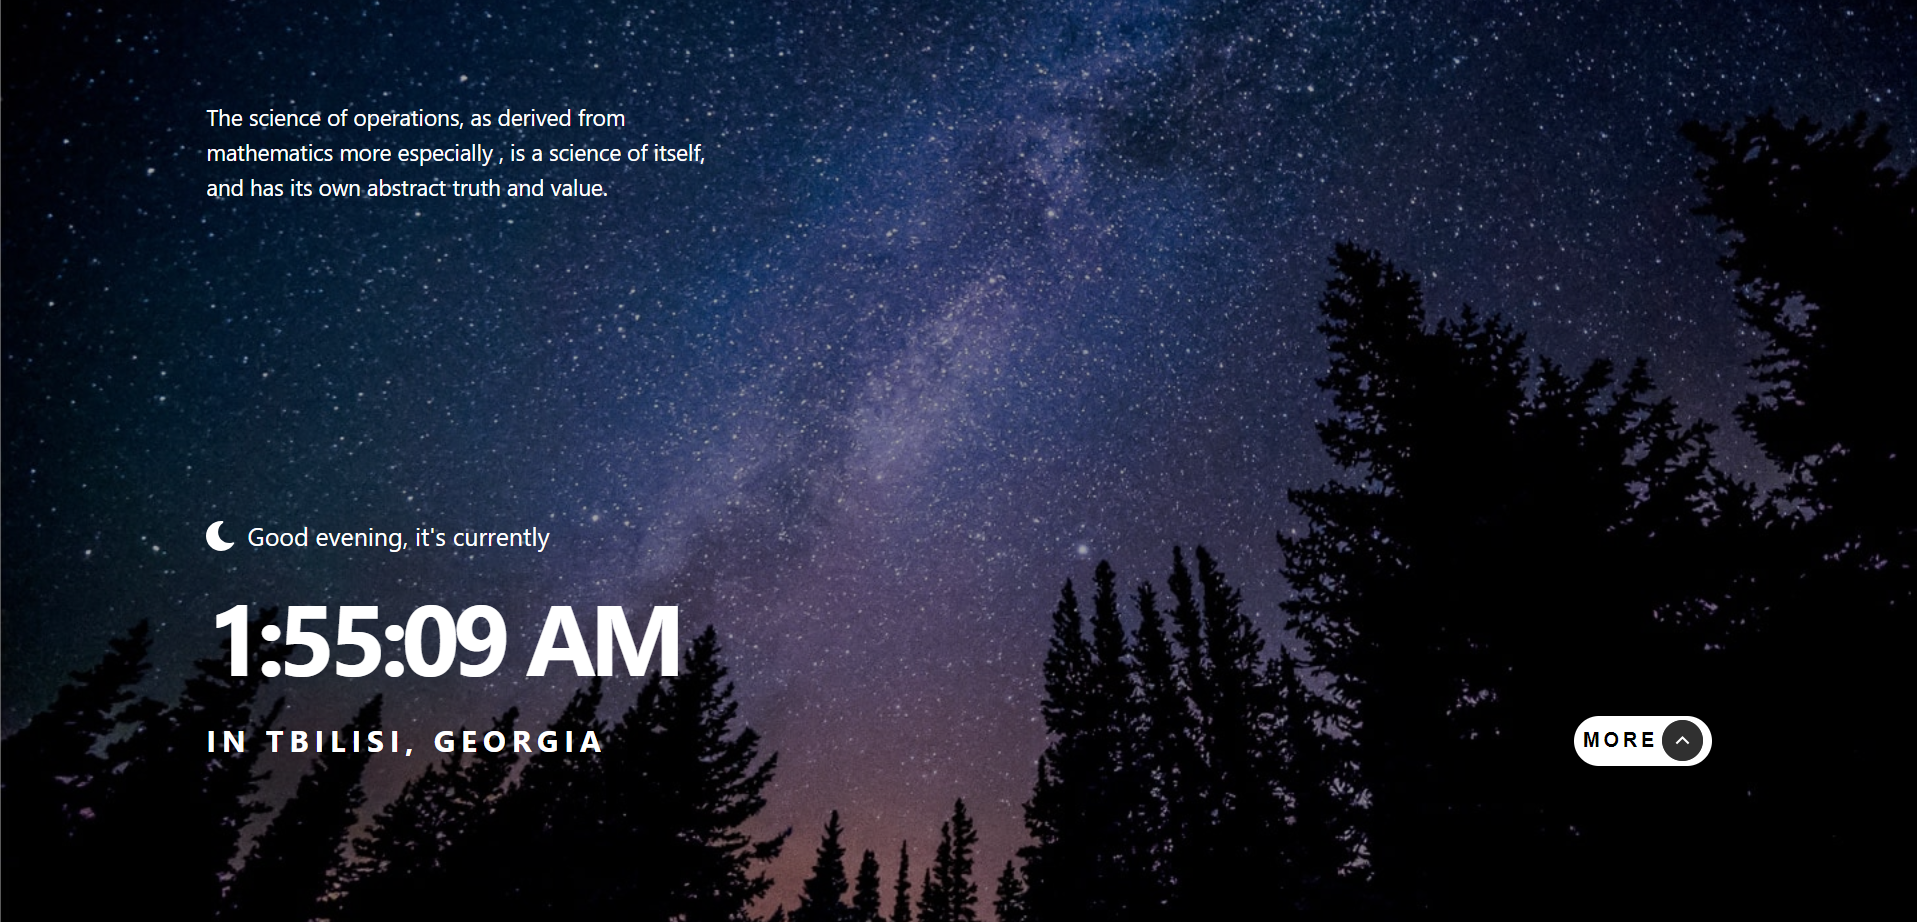 The science of operations, as derived from
mathematics more especially , is a science of itself,
and has its own abstract truth and value.
Good evening, it's currently
1:55:09 AM
IN TBILISI, GEORGIA
MORE